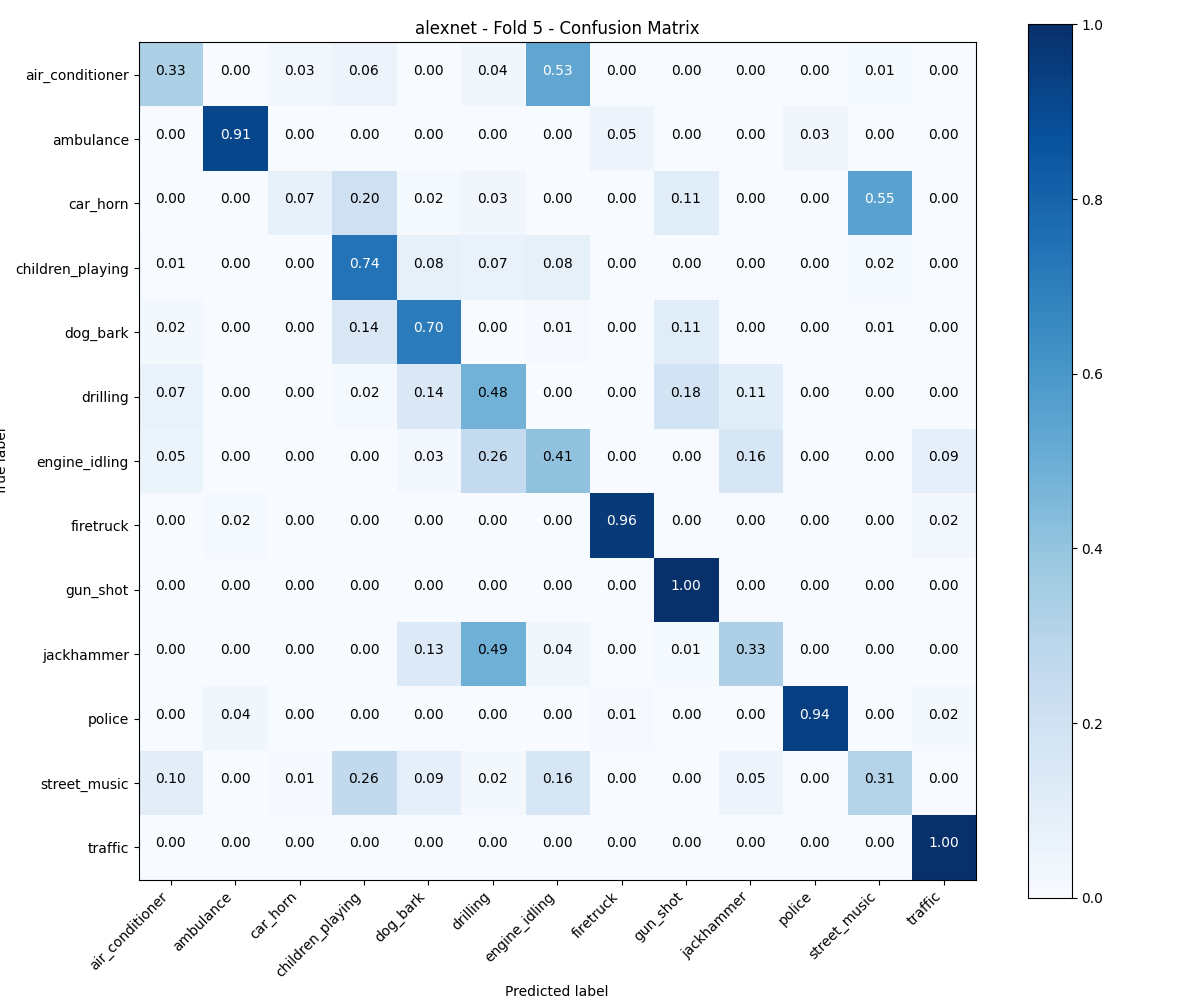 alexnet - Fold 5 - Confusion Matrix
air_conditioner 0.33 0.00 0.03 0.06 0.00 0.04 0.53 0.00 0.00 0.00 0.00 0.01 0.00
ambulance 0.00 0.91 0.00 0.00 0.00 0.00 0.00 0.05 0.00 0.00 0.03 0.00 0.00
car_horn 0.00 0.00 0.07 0.20 0.02 0.03 0.00 0.00 0.11 0.00 0.00 0.55 0.00
children_playing 0.01 0.00 0.00 0.74 0.08 0.07 0.08 0.00 0.00 0.00 0.00 0.02 0.00
dog_bark 0.02 0.00 0.00 0.14 0.70 0.00 0.01 0.00 0.11 0.00 0.00 0.01 0.00
drilling 0.07 0.00 0.00 0.02 0.14 0.48 0.00 0.00 0.18 0.11 0.00 0.00 0.00
engine_idling 0.05 0.00 0.00 0.00 0.03 0.26 0.41 0.00 0.00 0.16 0.00 0.00 0.09
firetruck 0.00 0.02 0.00 0.00 0.00 0.00 0.00 0.96 0.00 0.00 0.00 0.00 0.02
gun_shot 0.00 0.00 0.00 0.00 0.00 0.00 0.00 0.00 1.00 0.00 0.00 0.00 0.00
jackhammer 0.00 0.00 0.00 0.00 0.13 0.49 0.04 0.00 0.01 0.33 0.00 0.00 0.00
police 0.00 0.04 0.00 0.00 0.00 0.00 0.00 0.01 0.00 0.00 0.94 0.00 0.02
street_music 0.10 0.00 0.01 0.26 0.09 0.02 0.16 0.00 0.00 0.05 0.00 0.31 0.00
traffic 0.00 0.00 0.00 0.00 0.00 0.00 0.00 0.00 0.00 0.00 0.00 0.00 1.00
air_conditioner ambulance car_horn children_playing dog_bark drilling engine_idling firetruck gun_shot jackhammer police street_music traffic
Predicted label
1.0
0.8
0.6
0.4
0.2
0.0